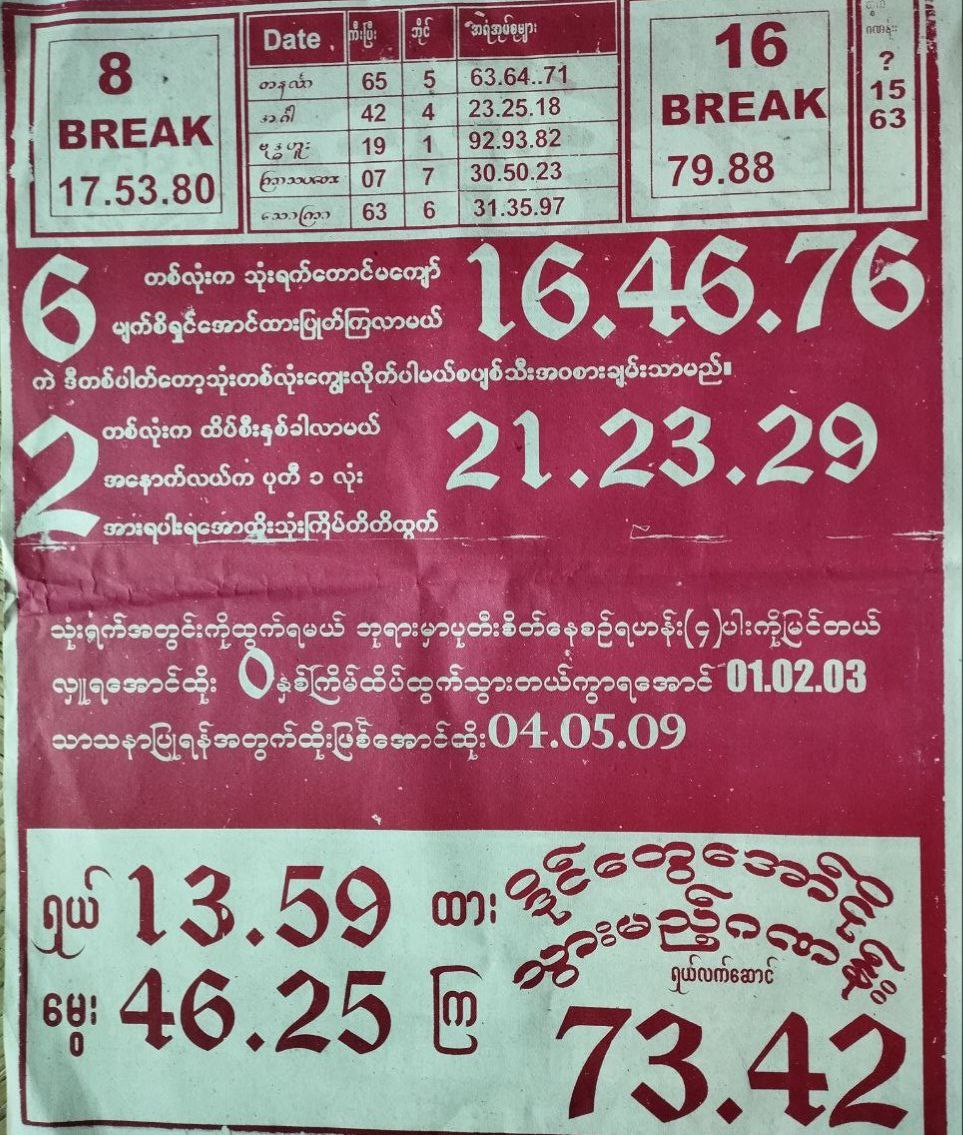 8
BREAK
17.53.80
Date ကီးပြီး ဘိုင် အရံအုပ်စုများ
တနင်္လာ 65 5 63.64..71
အင်္ဂါ 42 4 23.25.18
ဗုဒ္ဓဟူး 19 1 92.93.82
ကြာသပတေး 07 7 30.50.23
သောကြာ 63 6 31.35.97
16
BREAK
79.88
ဂဏန်း
?
15
63
6 တစ်လုံးက သုံးရက်တောင်မကျော် 16.46.76
မျက်စိရှင်အောင်ထားပြုတ်ကြလာမယ်
ကဲ ဒီတစ်ပါတ်တော့သုံးတစ်လုံးကျွေးလိုက်ပါမယ်စပျစ်သီးအဝစားချမ်းသာမည်။
2 တစ်လုံးက ထိပ်စီးနှစ်ခါလာမယ် 21.23.29
အနောက်လယ်က ပုတီ ၁ လုံး
အားရပါးရအောထိုးသုံးကြိမ်တိတိထွက်
သုံးရက်အတွင်းကိုထွက်ရမယ် ဘုရားမှာပုတီးစိတ်နေစဉ်ရဟန်း(၄)ပါးကိုမြင်တယ်
လှူရအောင်ထိုး 0 နှစ်ကြိမ်ထိပ်ထွက်သွားတယ်ကွာရအောင် 01.02.03
သာသနာပြုရန်အတွက်ထိုးဖြစ်အောင်ထိုး 04.05.09
ရယ် 13.59 ထား
မွေး 46.25 ကြ
ဒိုင်တွေအောင့်
သွားမည့်ဂဏန်း
ရယ်လက်ဆောင်
73.42